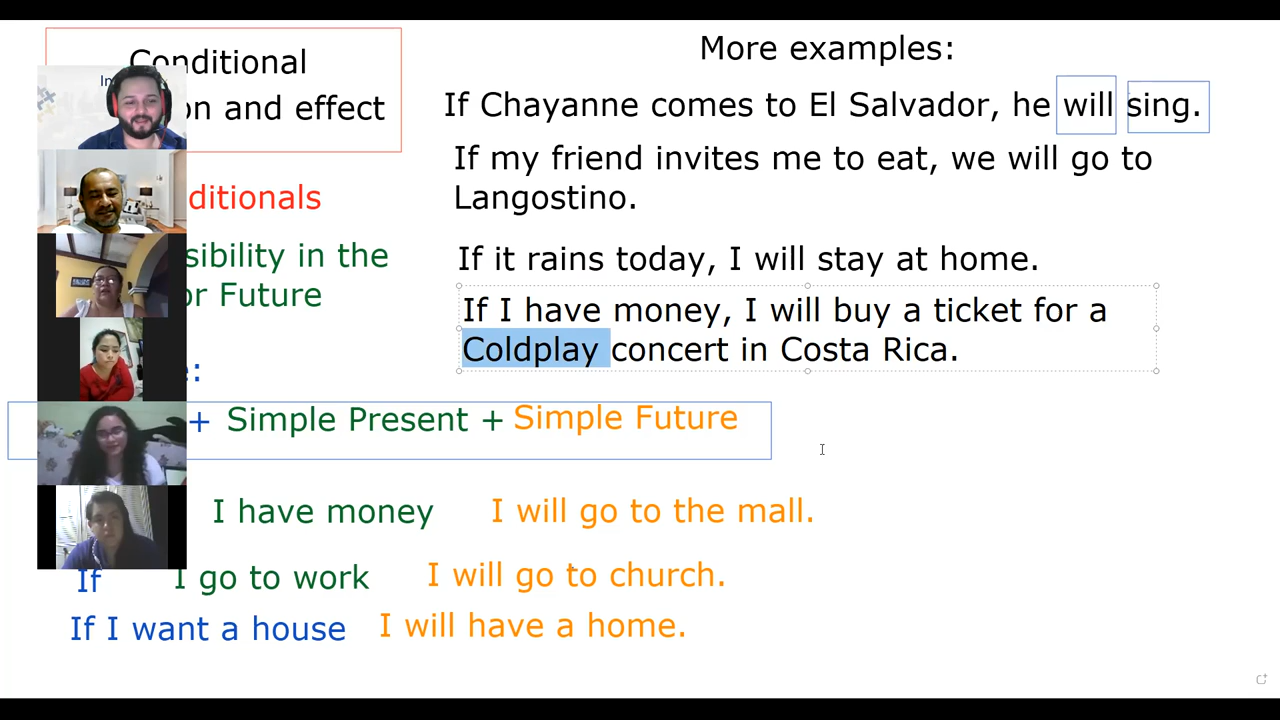 Conditional
and effect
ditionals
sibility in the
or Future
e:
+ Simple Present + Simple Future
I have money I will go to the mall.
If I go to work I will go to church.
If I want a house I will have a home.
More examples:
If Chayanne comes to El Salvador, he will sing.
If my friend invites me to eat, we will go to
Langostino.
If it rains today, I will stay at home.
If I have money, I will buy a ticket for a
Coldplay concert in Costa Rica.